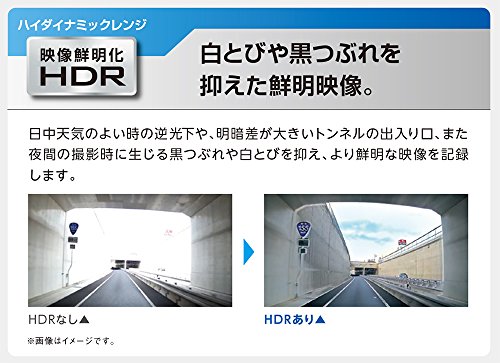 ハイダイナミックレンジ
映像鮮明化
HDR
白とびや黒つぶれを
抑えた鮮明映像。
日中天気のよい時の逆光下や、明暗差が大きいトンネルの出入り口、また
夜間の撮影時に生じる黒つぶれや白とびを抑え、より鮮明な映像を記録
します。
HDRなし▲
HDRあり▲
※画像はイメージです。